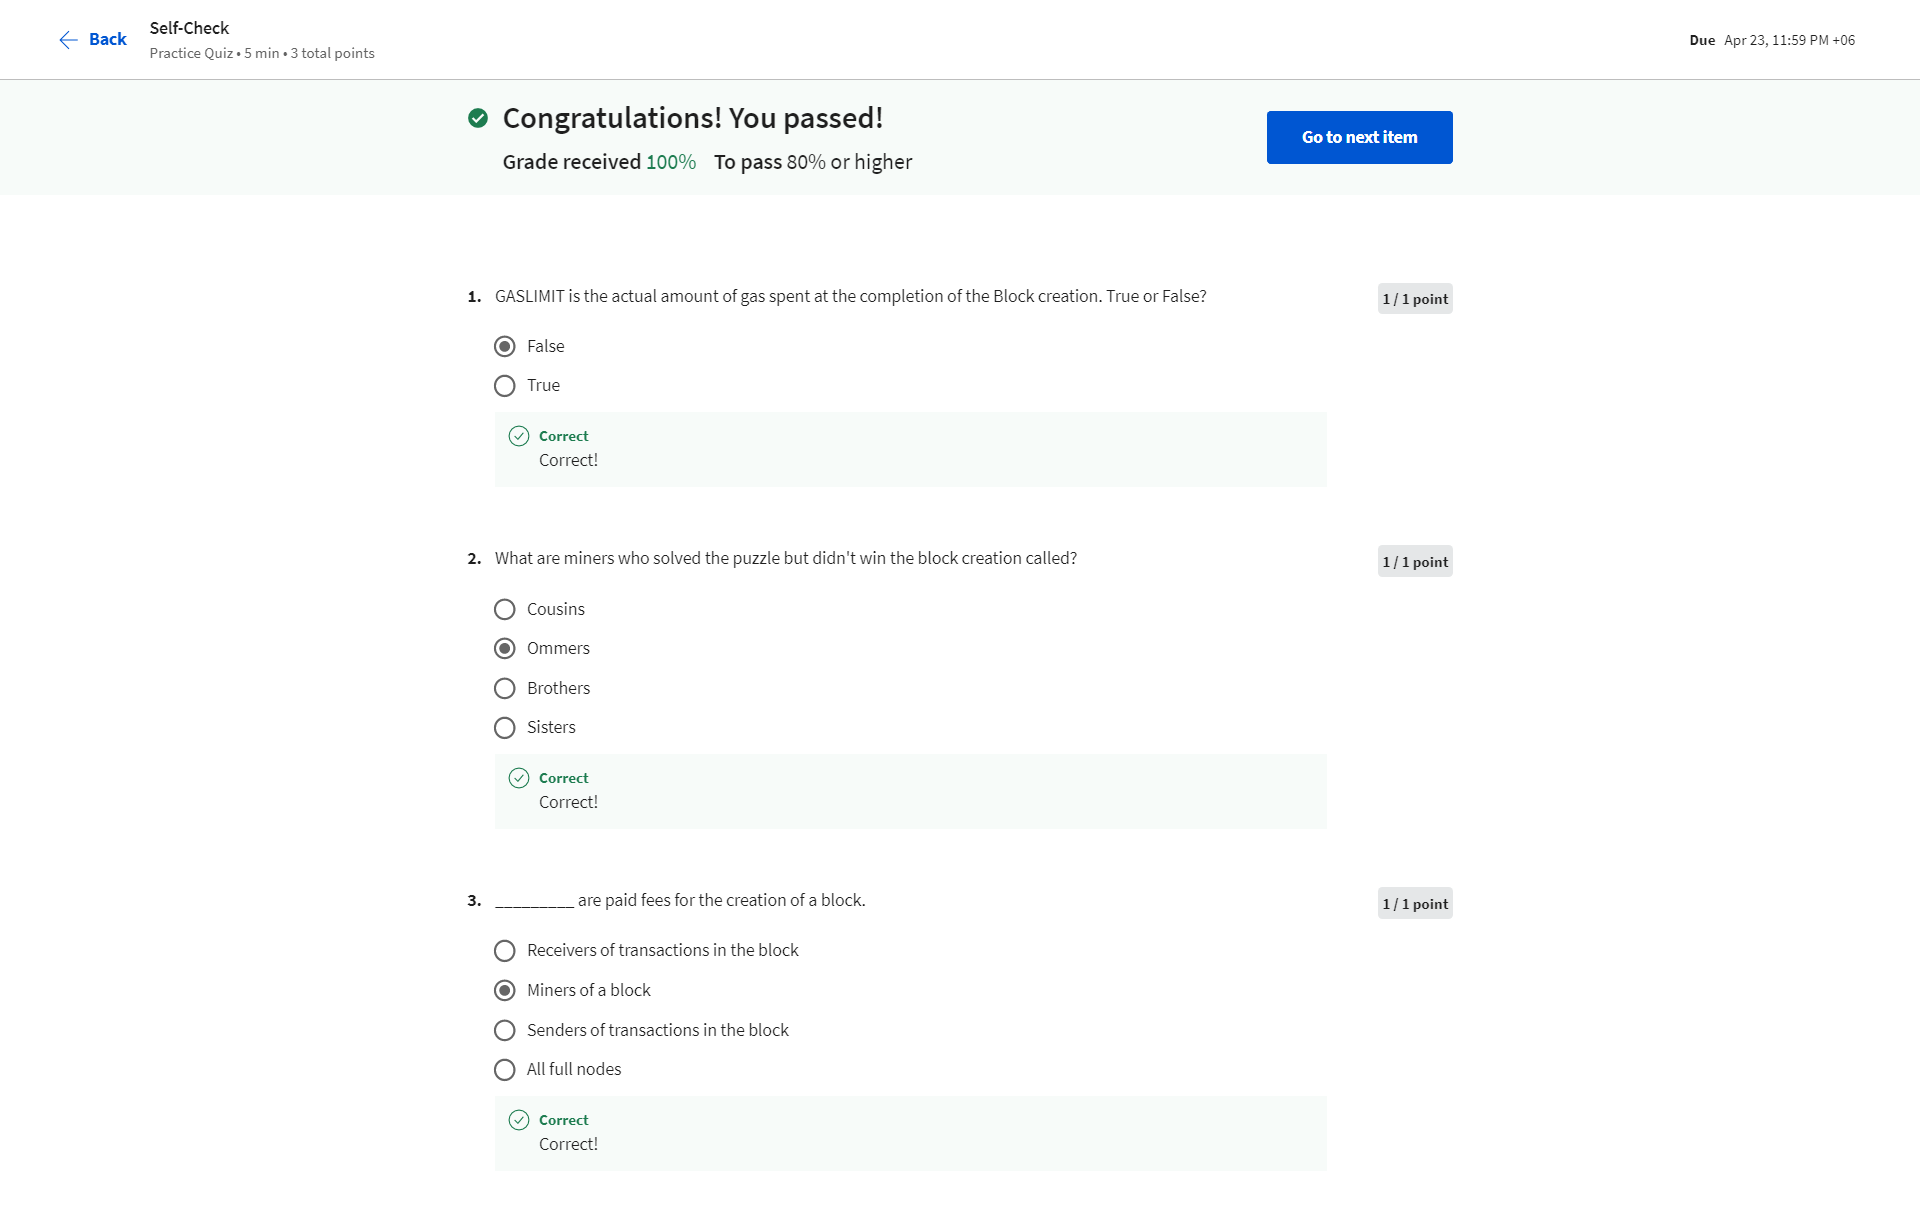 Back
Self-Check
Practice Quiz • 5 min • 3 total points
Due Apr 23, 11:59 PM +06
Congratulations! You passed!
Grade received 100% To pass 80% or higher
Go to next item
1. GASLIMIT is the actual amount of gas spent at the completion of the Block creation. True or False?
1 / 1 point
False
True
Correct
Correct!
2. What are miners who solved the puzzle but didn't win the block creation called?
1 / 1 point
Cousins
Ommers
Brothers
Sisters
Correct
Correct!
3. _________ are paid fees for the creation of a block.
1 / 1 point
Receivers of transactions in the block
Miners of a block
Senders of transactions in the block
All full nodes
Correct
Correct!